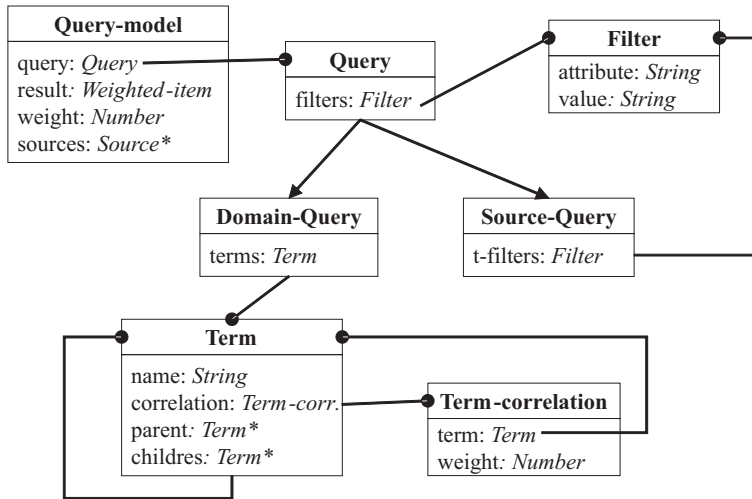 Query-model
query: Query
result: Weighted-item
weight: Number
sources: Source*
Query
filters: Filter
Filter
attribute: String
value: String
Domain-Query
terms: Term
Source-Query
t-filters: Filter
Term
name: String
correlation: Term-corr.
parent: Term*
childres: Term*
Term-correlation
term: Term
weight: Number